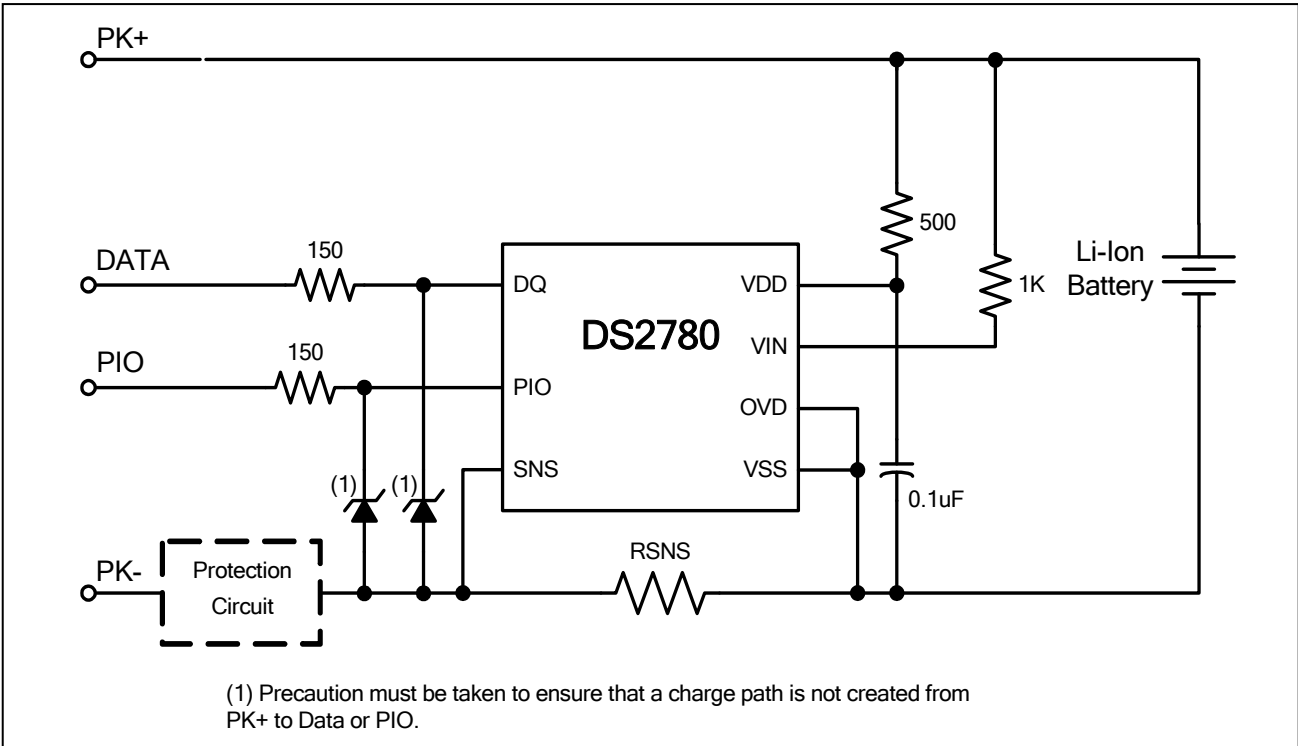 PK+
500
DATA
150
DQ
VDD
Li-Ion
Battery
1K
DS2780
VIN
PIO
150
PIO
OVD
SNS
VSS
(1)
(1)
0.1uF
PK-
Protection
Circuit
RSNS
(1) Precaution must be taken to ensure that a charge path is not created from
PK+ to Data or PIO.